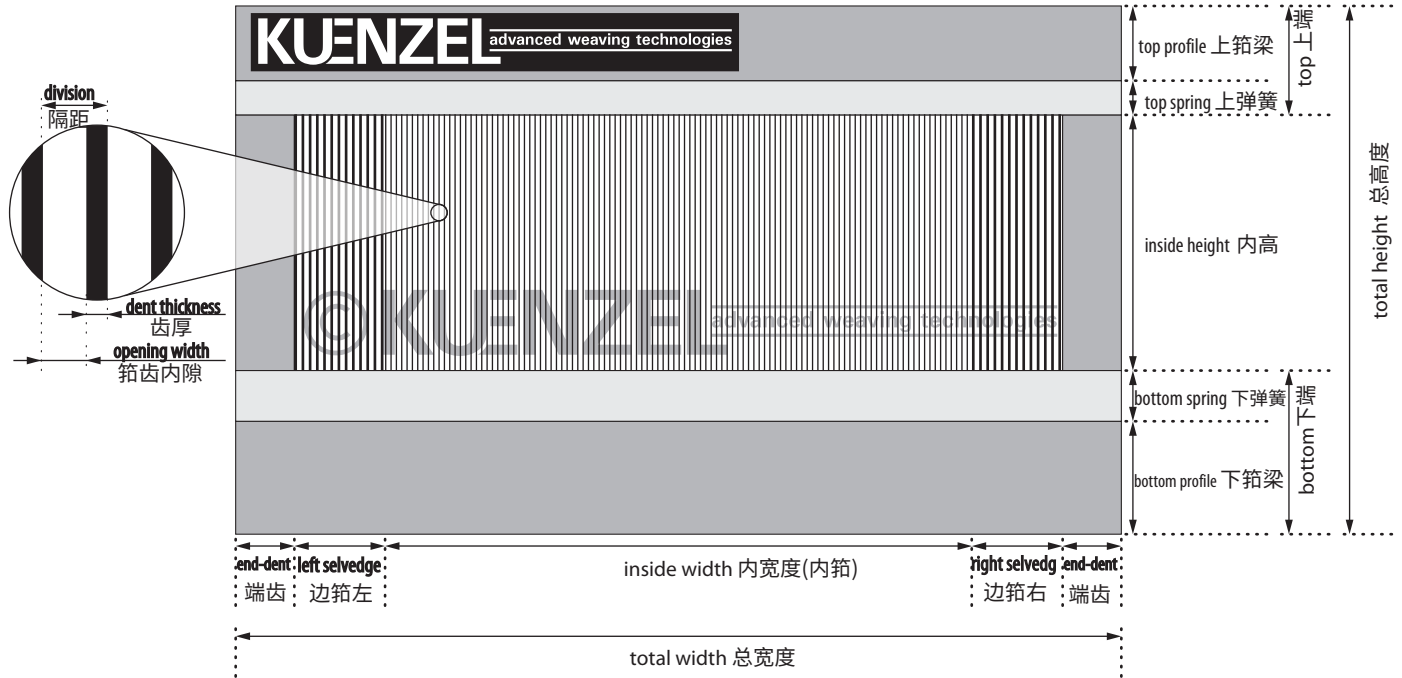 KUENZEL advanced weaving technologies
top profile 上筘梁
top 上端
top spring 上弹簧
division
隔距
total height 总高度
inside height 内高
dent thickness
齿厚
opening width
筘齿内隙
© KUENZEL advanced weaving technologies
bottom spring 下弹簧
bottom 下端
bottom profile 下筘梁
end-dent
端齿
left selvedge
边筘左
inside width 内宽度(内筘)
right selvedg
边筘右
end-dent
端齿
total width 总宽度